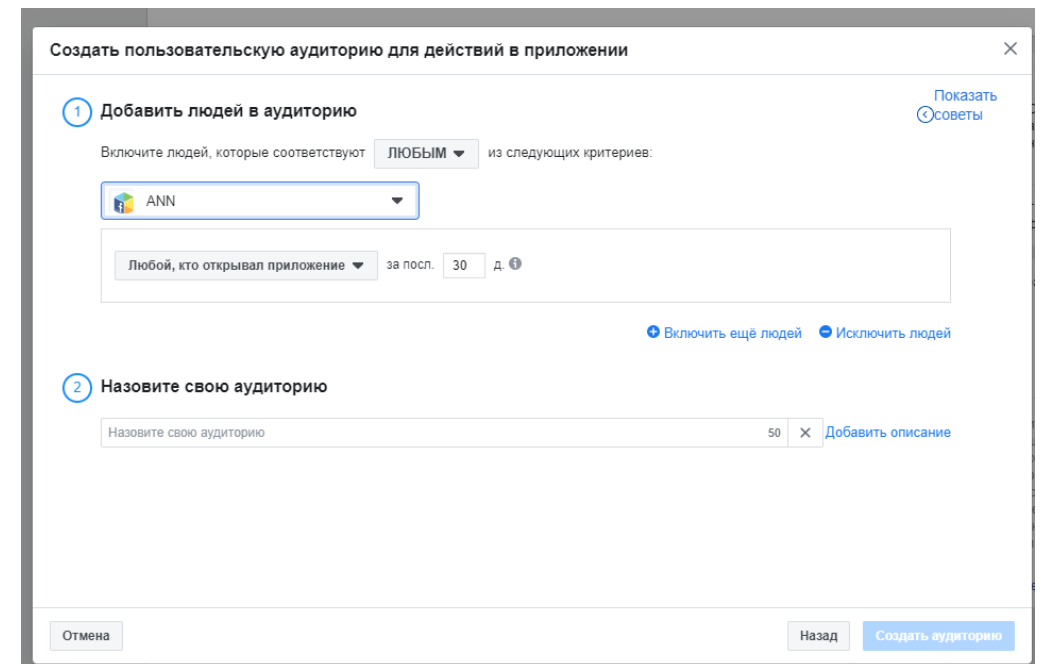 Создать пользовательскую аудиторию для действий в приложении
Показать советы
1 Добавить людей в аудиторию
Включите людей, которые соответствуют ЛЮБЫМ из следующих критериев:
ANN
Любой, кто открывал приложение за посл. 30 д.
Включить ещё людей Исключить людей
2 Назовите свою аудиторию
Назовите свою аудиторию 50 Добавить описание
Отмена Назад Создать аудиторию